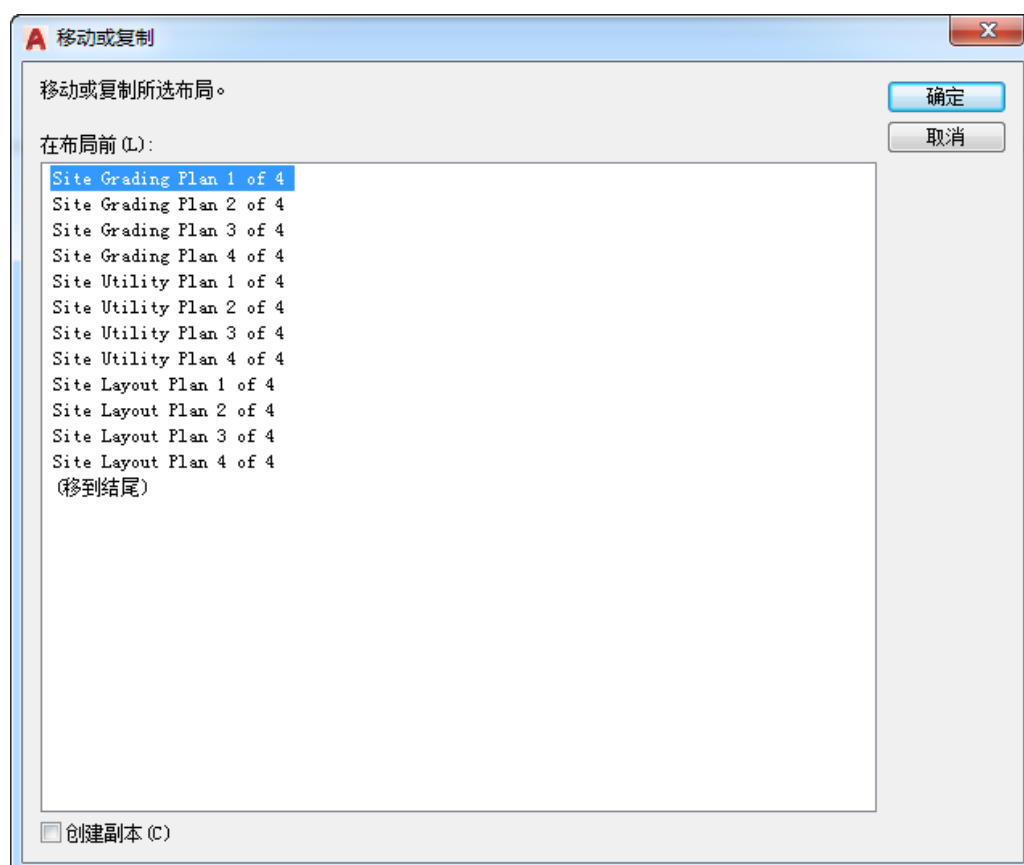 移动或复制
移动或复制所选布局。
确定
取消
在布局前(L):
Site Grading Plan 1 of 4
Site Grading Plan 2 of 4
Site Grading Plan 3 of 4
Site Grading Plan 4 of 4
Site Utility Plan 1 of 4
Site Utility Plan 2 of 4
Site Utility Plan 3 of 4
Site Utility Plan 4 of 4
Site Layout Plan 1 of 4
Site Layout Plan 2 of 4
Site Layout Plan 3 of 4
Site Layout Plan 4 of 4
(移到结尾)
创建副本(C)